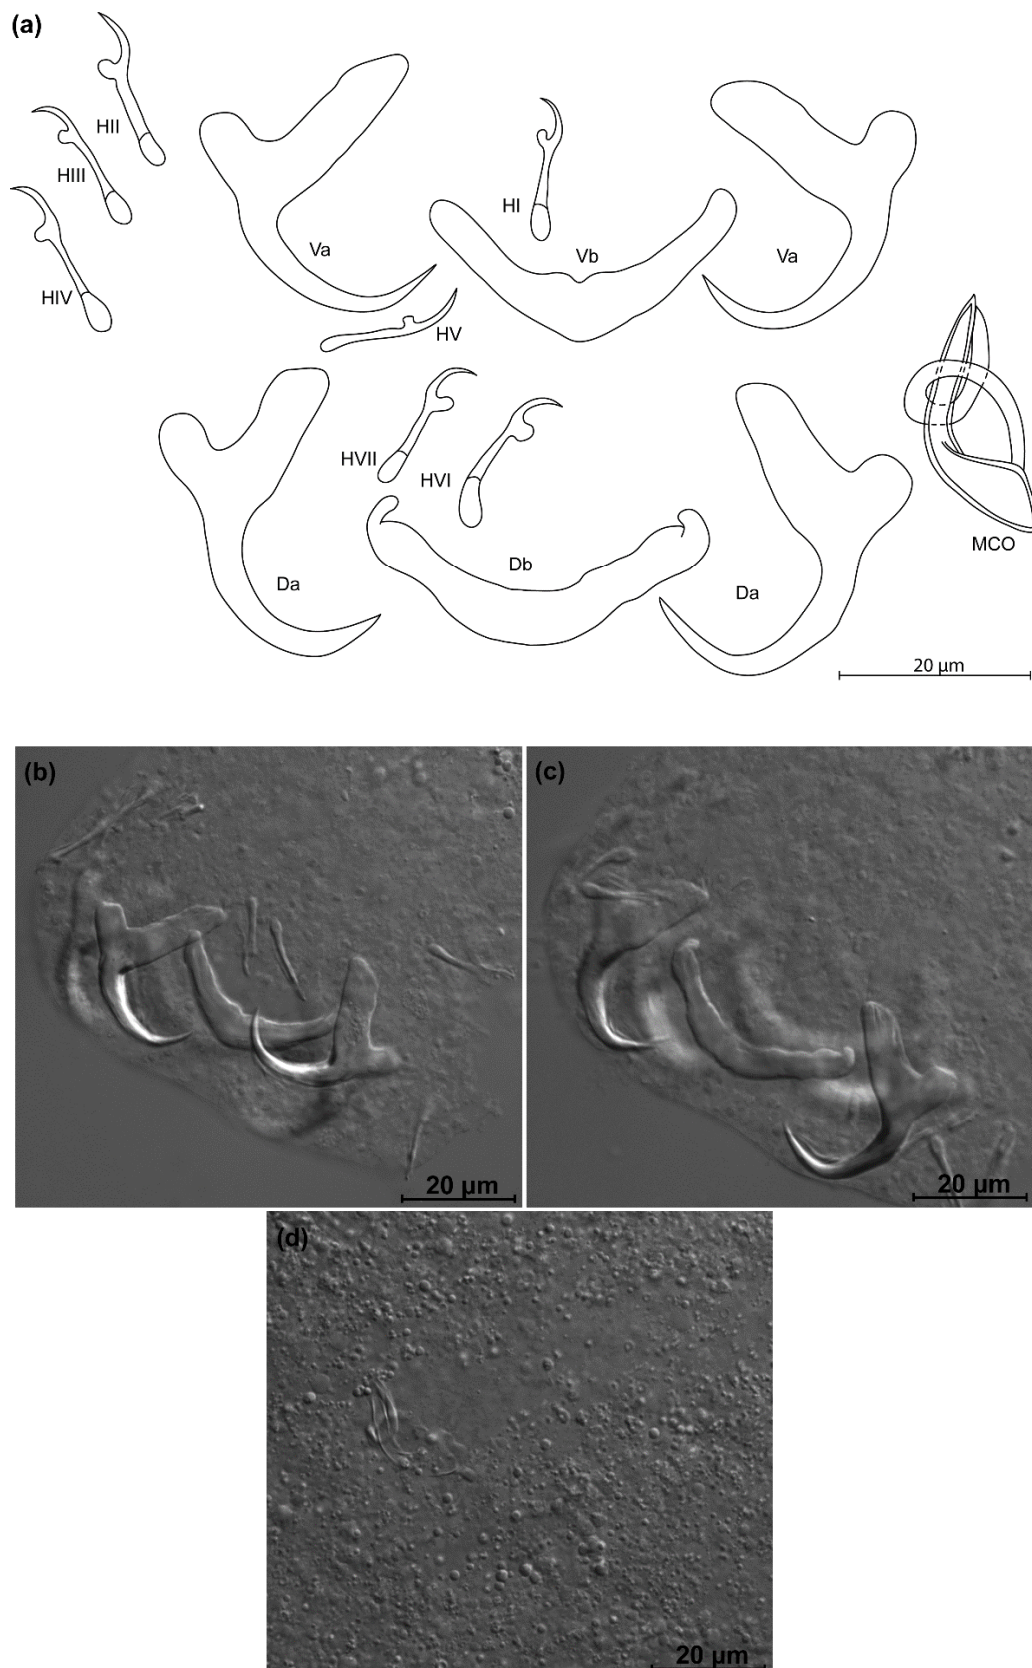 (a)
HII
HIII
HI
HIV
Va
Vb
Va
HV
HVII
HVI
MCO
Db
Da
Da
20 µm
(b)
(c)
20 µm
20 µm
(d)
20 µm